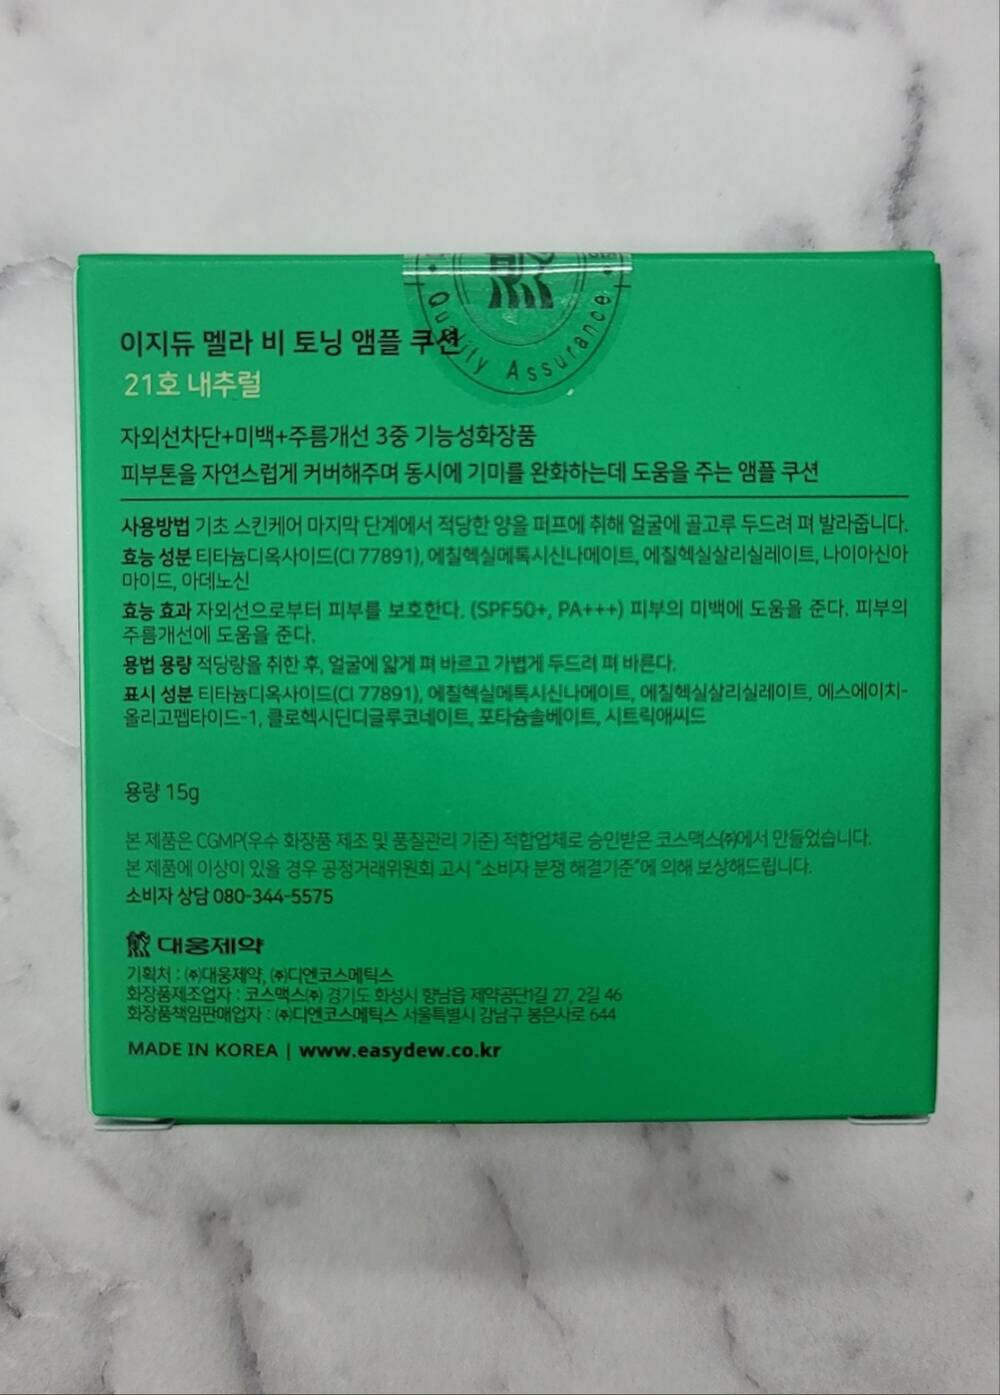 Quality Assurance
이지듀 멜라 비 토닝 앰플 쿠션
21호 내추럴
자외선차단+미백+주름개선 3중 기능성화장품
피부톤을 자연스럽게 커버해주며 동시에 기미를 완화하는데 도움을 주는 앰플 쿠션
사용방법 기초 스킨케어 마지막 단계에서 적당한 양을 퍼프에 취해 얼굴에 골고루 두드려 펴 발라줍니다.
효능 성분 티타늄디옥사이드(CI 77891), 에칠헥실메톡시신나메이트, 에칠헥실살리실레이트, 나이아신아
마이드, 아데노신
효능 효과 자외선으로부터 피부를 보호한다. (SPF50+, PA+++) 피부의 미백에 도움을 준다. 피부의
주름개선에 도움을 준다.
용법 용량 적당량을 취한 후, 얼굴에 얇게 펴 바르고 가볍게 두드려 펴 바른다.
표시 성분 티타늄디옥사이드(CI 77891), 에칠헥실메톡시신나메이트, 에칠헥실살리실레이트, 에스에이치-
올리고펩타이드-1, 클로헥시딘디글루코네이트, 포타슘솔베이트, 시트릭애씨드
용량 15g
본 제품은 CGMP(우수 화장품 제조 및 품질관리 기준) 적합업체로 승인받은 코스맥스㈜에서 만들었습니다.
본 제품에 이상이 있을 경우 공정거래위원회 고시 "소비자 분쟁 해결기준"에 의해 보상해드립니다.
소비자 상담 080-344-5575
대웅제약
기획처 : ㈜대웅제약, ㈜디엔코스메틱스
화장품제조업자 : 코스맥스㈜ 경기도 화성시 향남읍 제약공단1길 27, 2길 46
화장품책임판매업자 : ㈜디엔코스메틱스 서울특별시 강남구 봉은사로 644
MADE IN KOREA | www.easydew.co.kr